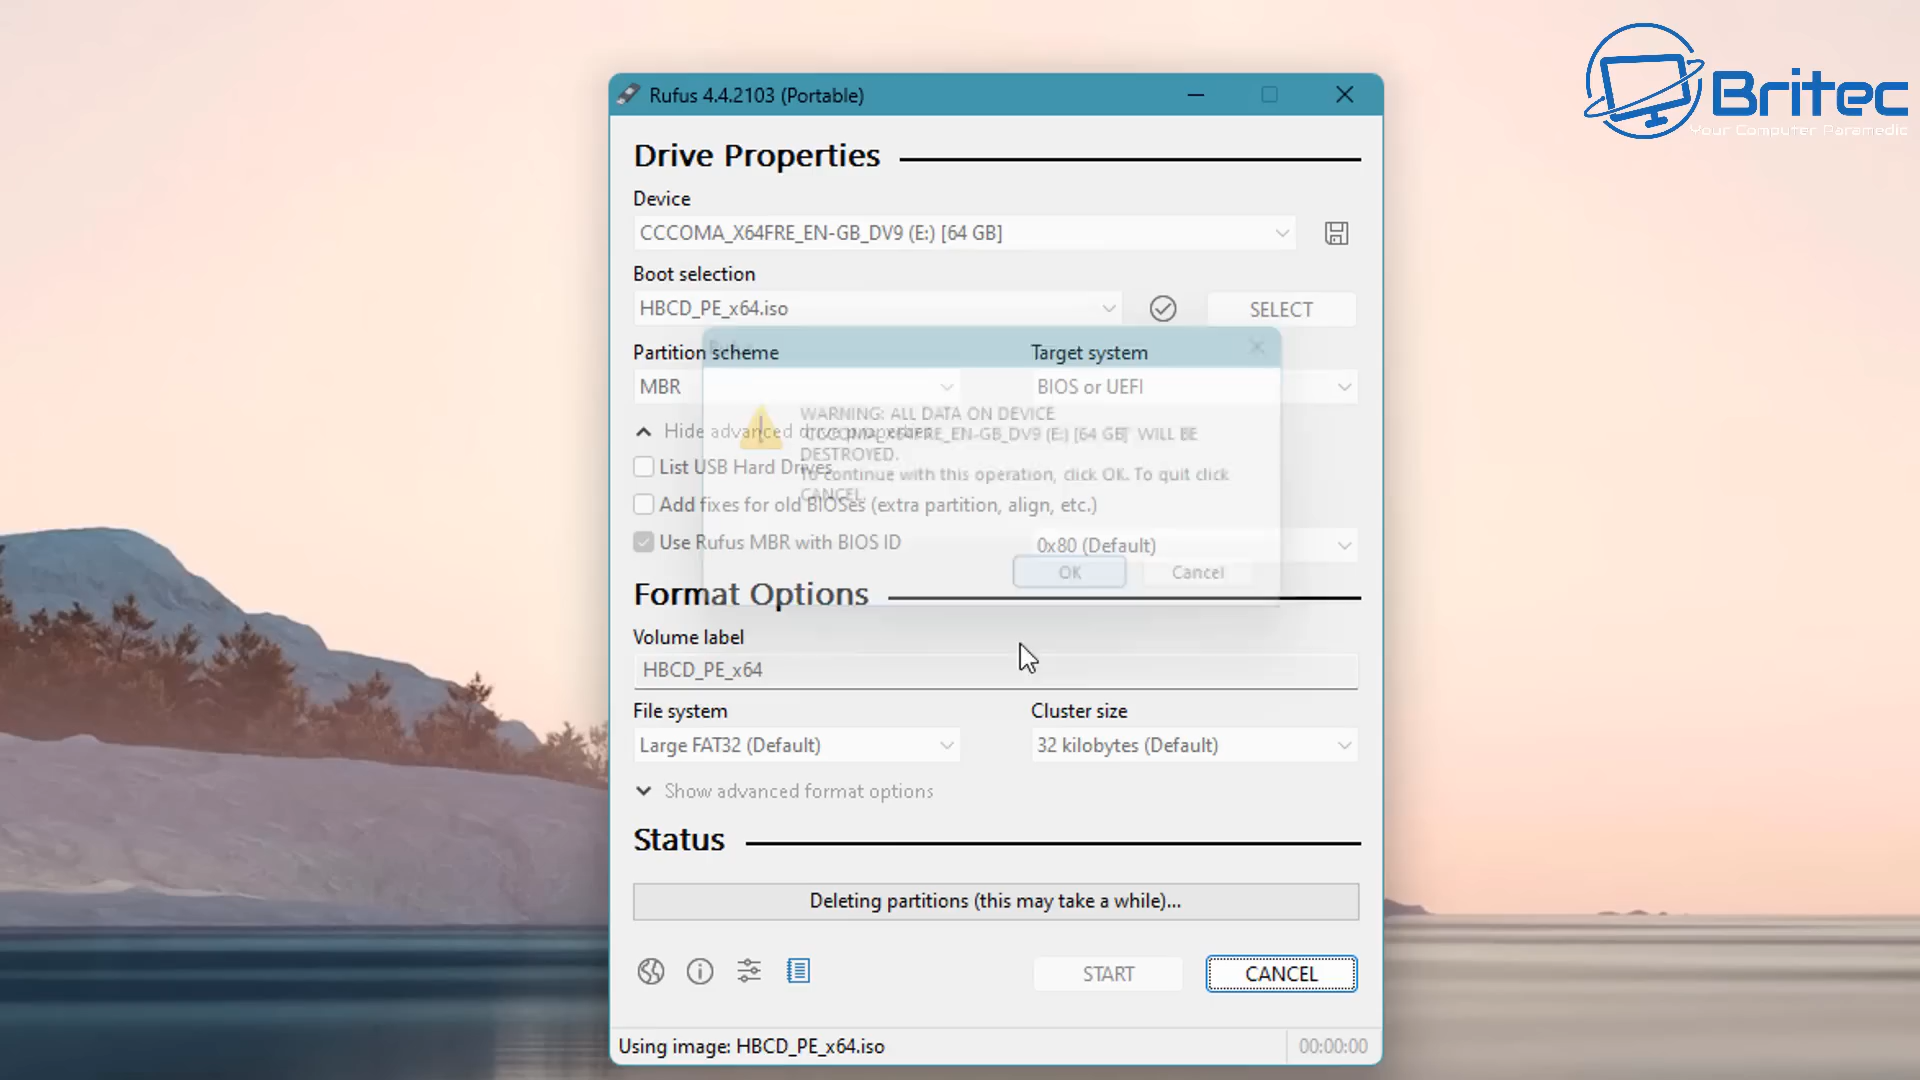 Britec
Your Computer Paramedic
Rufus 4.4.2103 (Portable)
Drive Properties
Device
CCCOMA_X64FRE_EN-GB_DV9 (E:) [64 GB]
Boot selection
HBCD_PE_x64.iso
SELECT
Partition scheme
Target system
MBR
BIOS or UEFI
WARNING: ALL DATA ON DEVICE
'CCCOMA_X64FRE_EN-GB_DV9 (E:) [64 GB]' WILL BE
DESTROYED.
To continue with this operation, click OK. To quit click
CANCEL.
OK
Cancel
Hide advanced drive properties
List USB Hard Drives
Add fixes for old BIOSes (extra partition, align, etc.)
Use Rufus MBR with BIOS ID
0x80 (Default)
Format Options
Volume label
HBCD_PE_x64
File system
Cluster size
Large FAT32 (Default)
32 kilobytes (Default)
Show advanced format options
Status
Deleting partitions (this may take a while)...
START
CANCEL
Using image: HBCD_PE_x64.iso
00:00:00